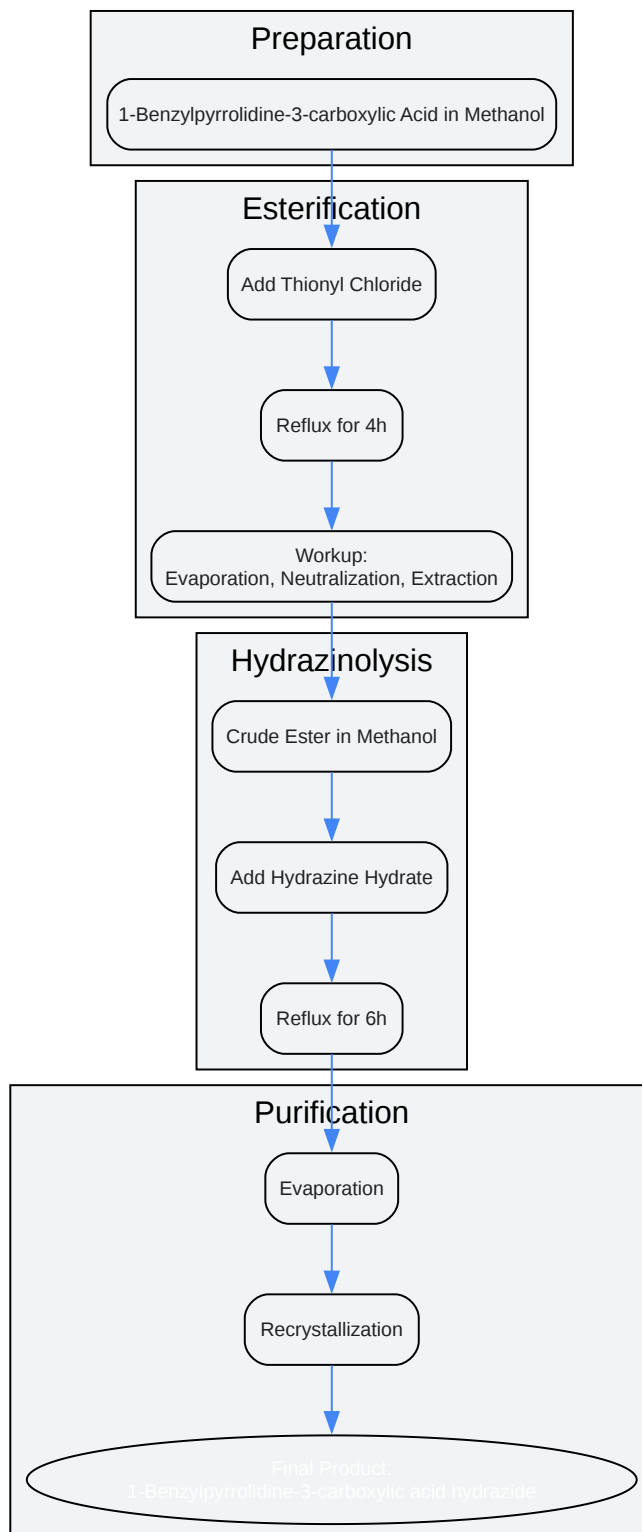 Preparation
1-Benzylpyrrolidine-3-carboxylic Acid in Methanol
Esterification
Add Thionyl Chloride
Reflux for 4h
Workup:
Evaporation, Neutralization, Extraction
Hydrazinolysis
Crude Ester in Methanol
Add Hydrazine Hydrate
Reflux for 6h
Purification
Evaporation
Recrystallization
Final Product:
1-Benzylpyrrolidine-3-carboxylic acid hydrazide